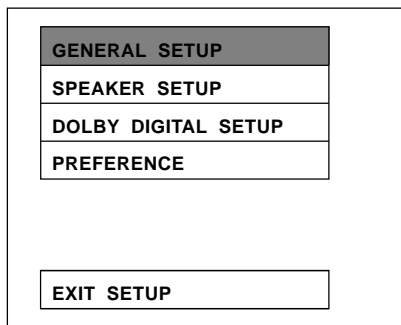 GENERAL SETUP
SPEAKER SETUP
DOLBY DIGITAL SETUP
PREFERENCE
EXIT SETUP